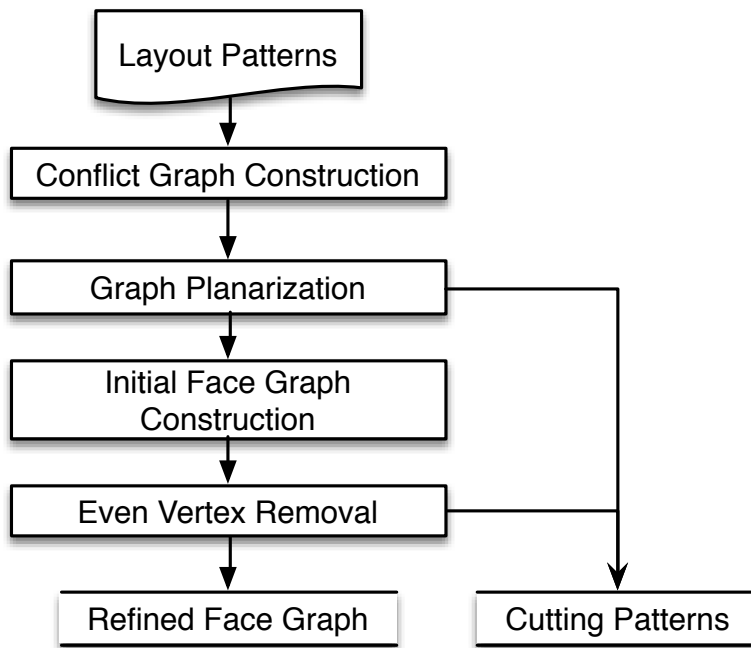 Layout Patterns
Conflict Graph Construction
Graph Planarization
Initial Face Graph
Construction
Even Vertex Removal
Refined Face Graph
Cutting Patterns